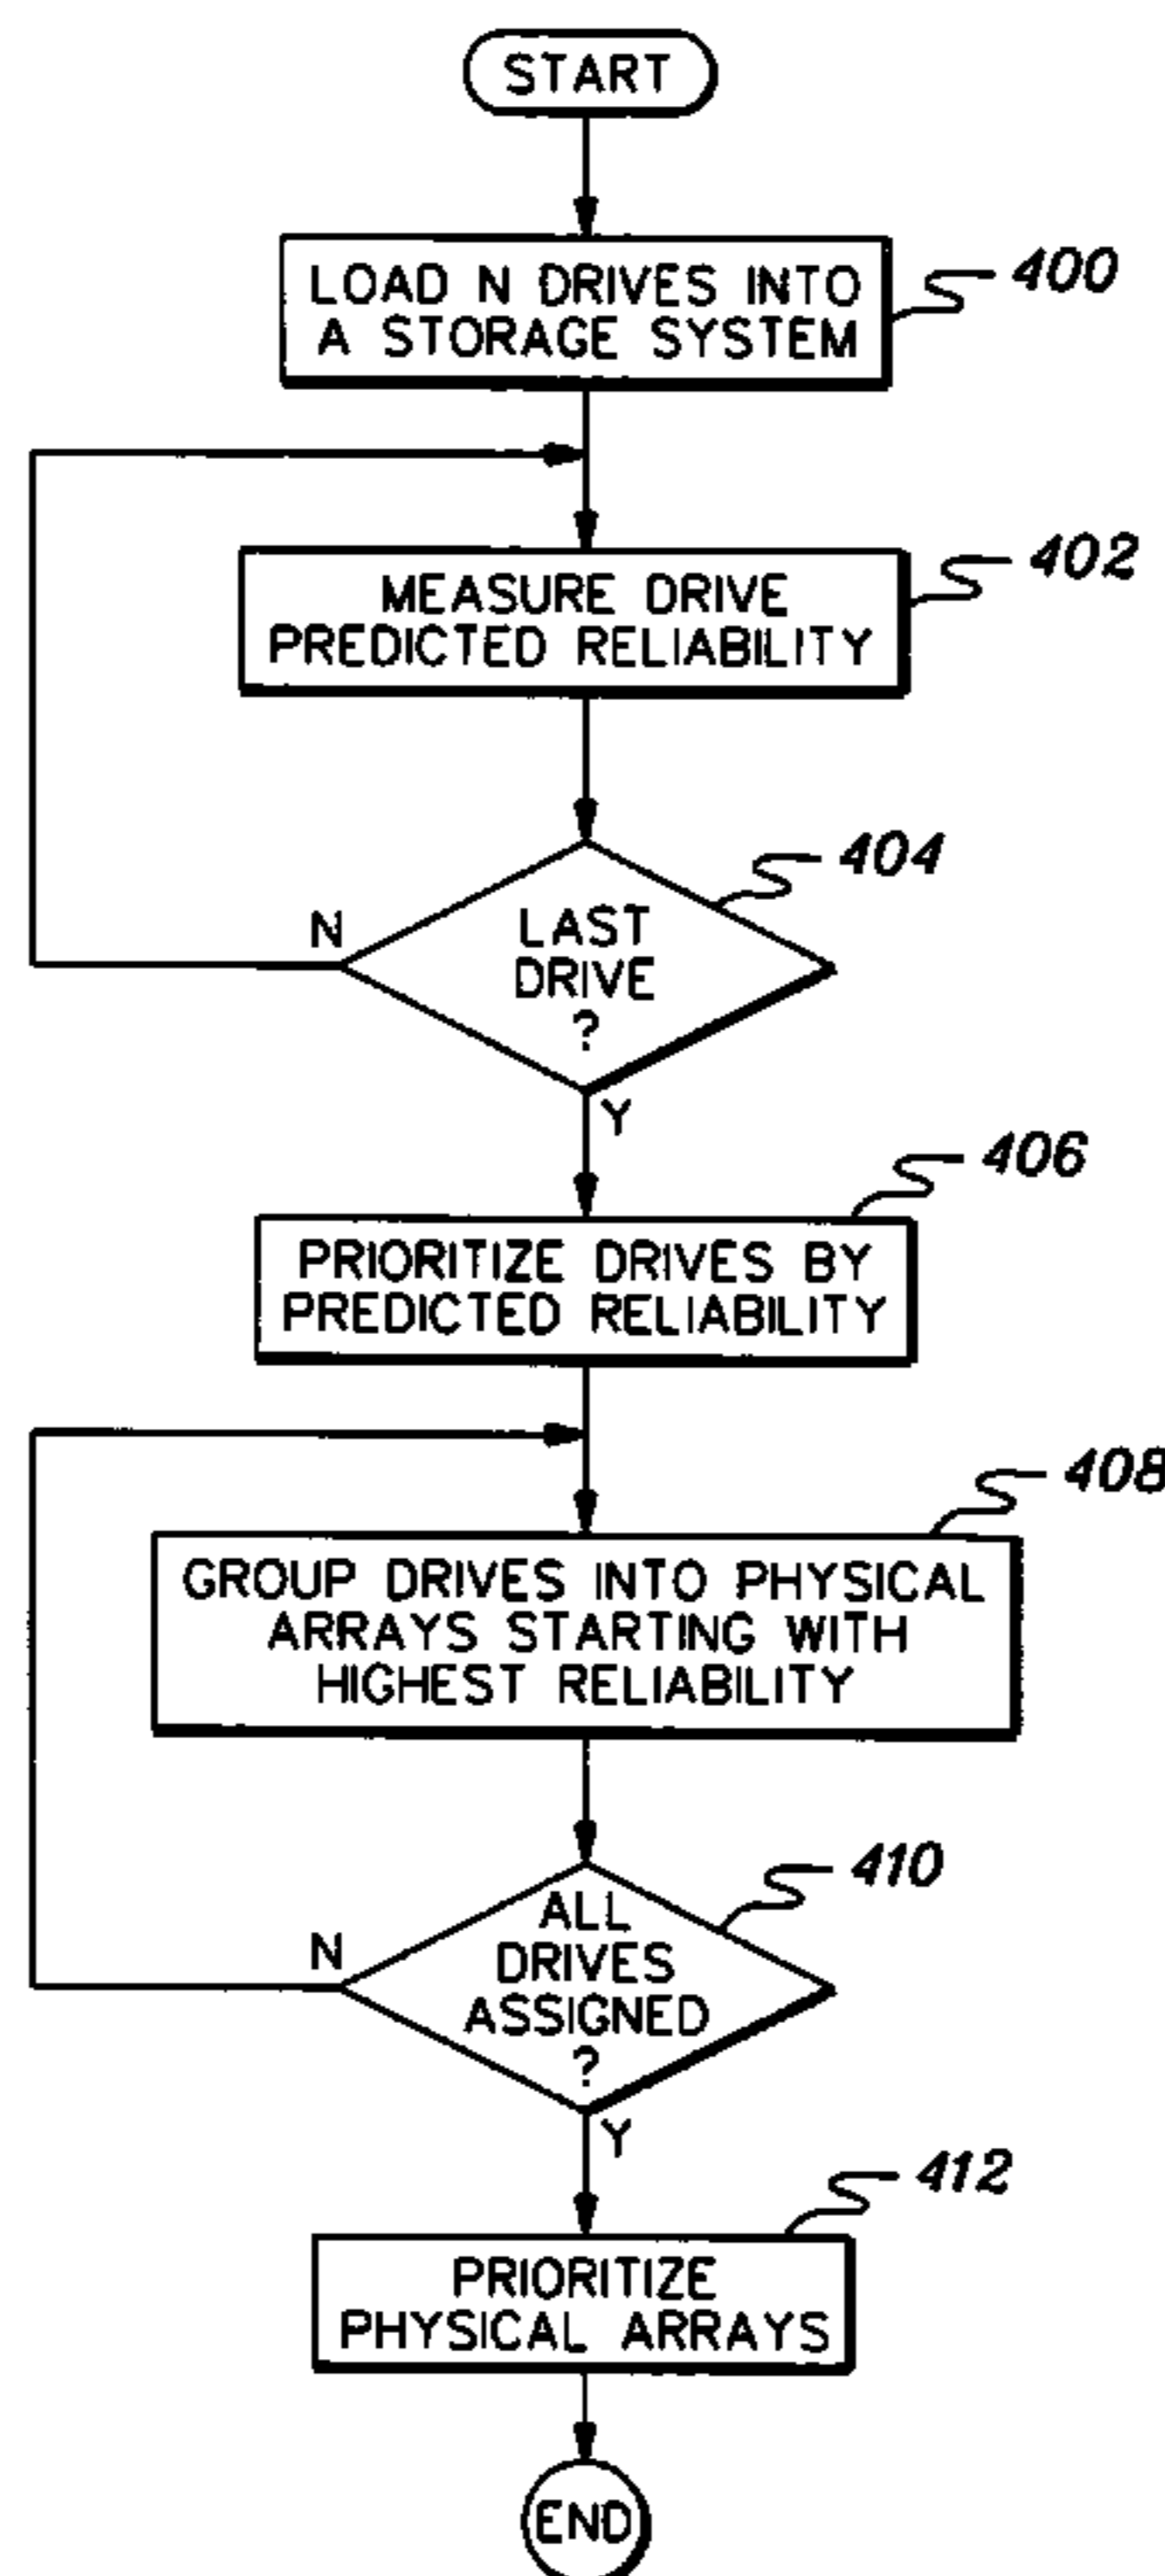 START
LOAD N DRIVES INTO
A STORAGE SYSTEM
400
MEASURE DRIVE
PREDICTED RELIABILITY
402
LAST
DRIVE
?
404
N
Y
PRIORITIZE DRIVES BY
PREDICTED RELIABILITY
406
GROUP DRIVES INTO PHYSICAL
ARRAYS STARTING WITH
HIGHEST RELIABILITY
408
ALL
DRIVES
ASSIGNED
?
410
N
Y
PRIORITIZE
PHYSICAL ARRAYS
412
END